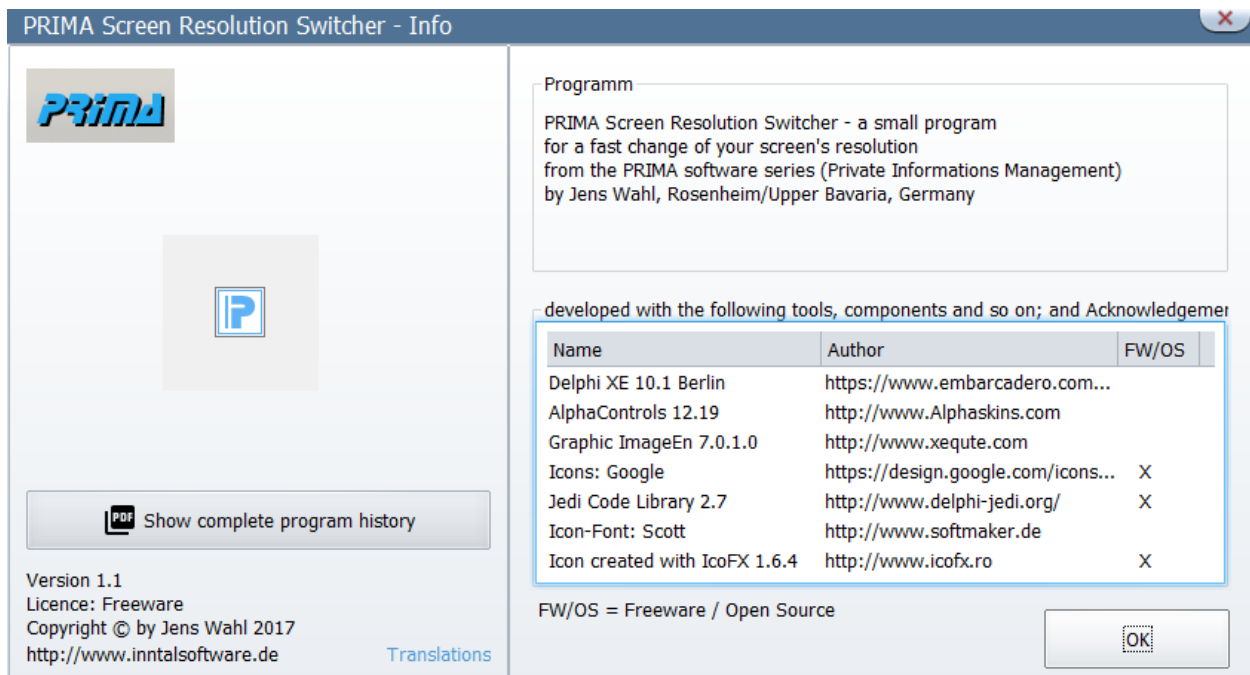 PRIMA Screen Resolution Switcher - Info
PRIMA
P
PDF
Show complete program history
Version 1.1
Licence: Freeware
Copyright © by Jens Wahl 2017
http://www.inntalsoftware.de
Translations
Programm
PRIMA Screen Resolution Switcher - a small program
for a fast change of your screen's resolution
from the PRIMA software series (Private Informations Management)
by Jens Wahl, Rosenheim/Upper Bavaria, Germany
developed with the following tools, components and so on; and Acknowledgemer
Name Author FW/OS
Delphi XE 10.1 Berlin https://www.embarcadero.com...
AlphaControls 12.19 http://www.Alphaskins.com
Graphic ImageEn 7.0.1.0 http://www.xequte.com
Icons: Google https://design.google.com/icons... X
Jedi Code Library 2.7 http://www.delphi-jedi.org/ X
Icon-Font: Scott http://www.softmaker.de
Icon created with IcoFX 1.6.4 http://www.icofx.ro X
FW/OS = Freeware / Open Source
OK